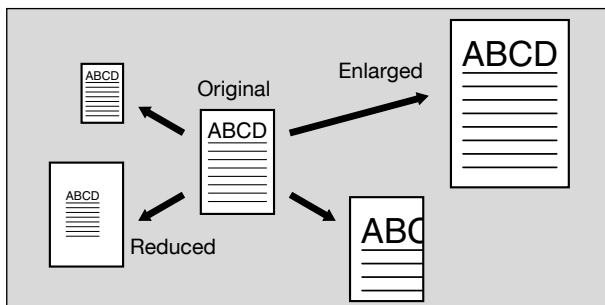 Original
Enlarged
ABCD
ABCD
ABCD
ABCD
Reduced
ABC